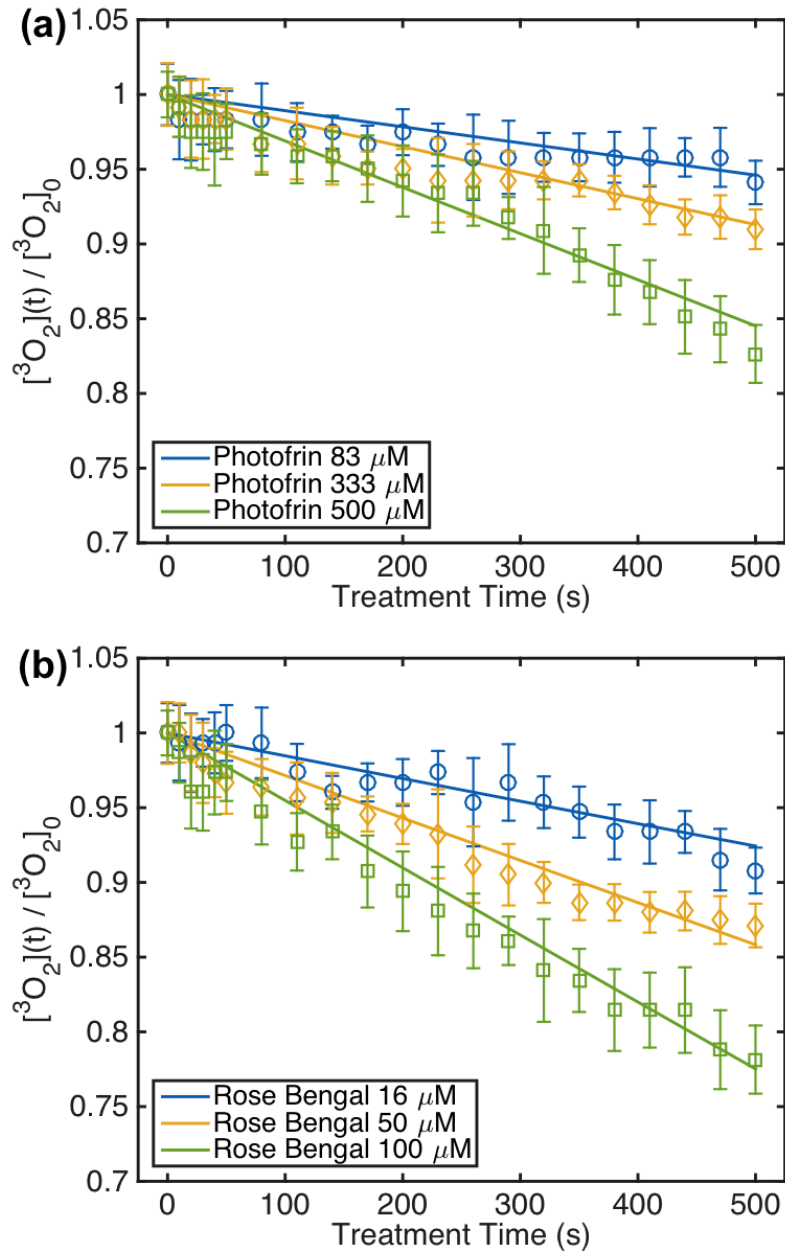 (a)
1.05
1
0.95
0.9
0.85
0.8
0.75
0.7
[³O₂](t) / [³O₂]₀
Photofrin 83 μM
Photofrin 333 μM
Photofrin 500 μM
0 100 200 300 400 500
Treatment Time (s)
(b)
1.05
1
0.95
0.9
0.85
0.8
0.75
0.7
[³O₂](t) / [³O₂]₀
Rose Bengal 16 μM
Rose Bengal 50 μM
Rose Bengal 100 μM
0 100 200 300 400 500
Treatment Time (s)